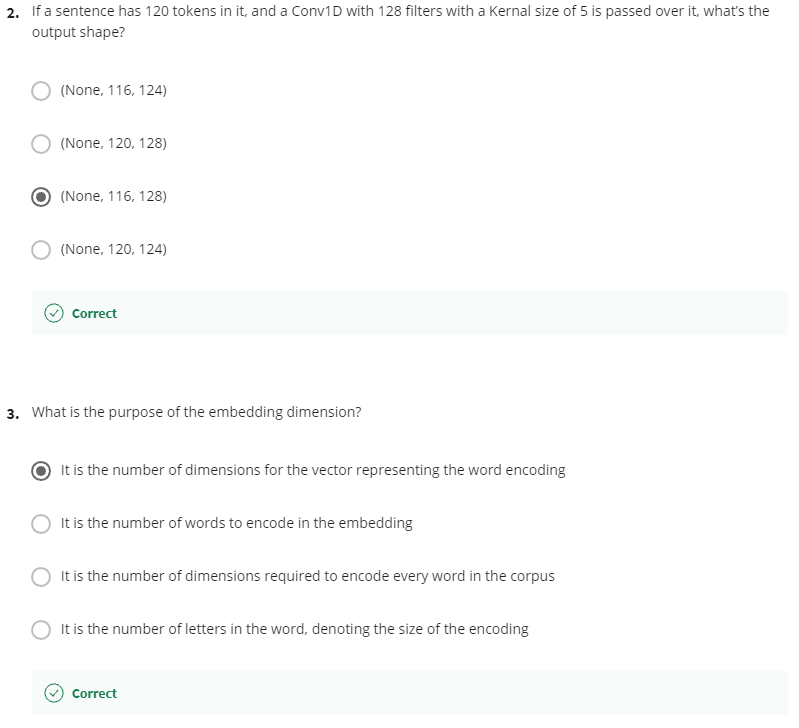 2. If a sentence has 120 tokens in it, and a Conv1D with 128 filters with a Kernal size of 5 is passed over it, what's the
output shape?
(None, 116, 124)
(None, 120, 128)
(None, 116, 128)
(None, 120, 124)
Correct
3. What is the purpose of the embedding dimension?
It is the number of dimensions for the vector representing the word encoding
It is the number of words to encode in the embedding
It is the number of dimensions required to encode every word in the corpus
It is the number of letters in the word, denoting the size of the encoding
Correct